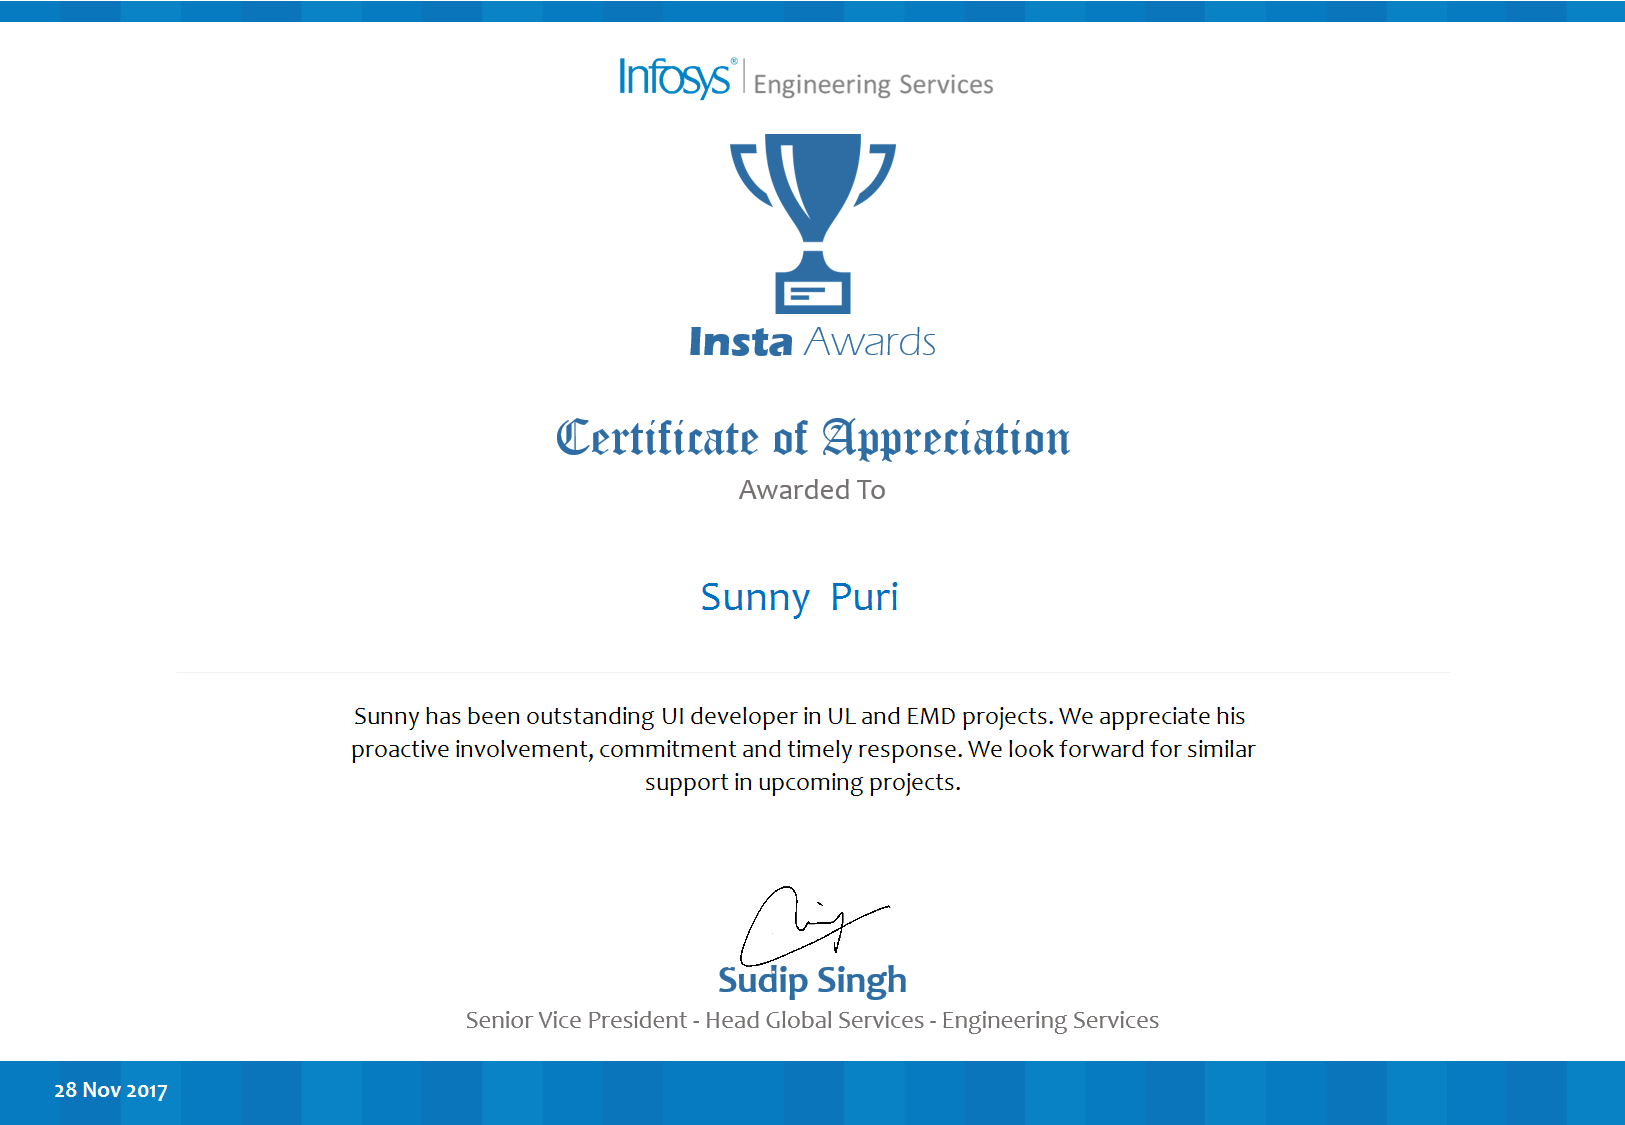 Infosys® | Engineering Services
Insta Awards
Certificate of Appreciation
Awarded To
Sunny Puri
Sunny has been outstanding UI developer in UL and EMD projects. We appreciate his
proactive involvement, commitment and timely response. We look forward for similar
support in upcoming projects.
Sudip Singh
Senior Vice President - Head Global Services - Engineering Services
28 Nov 2017